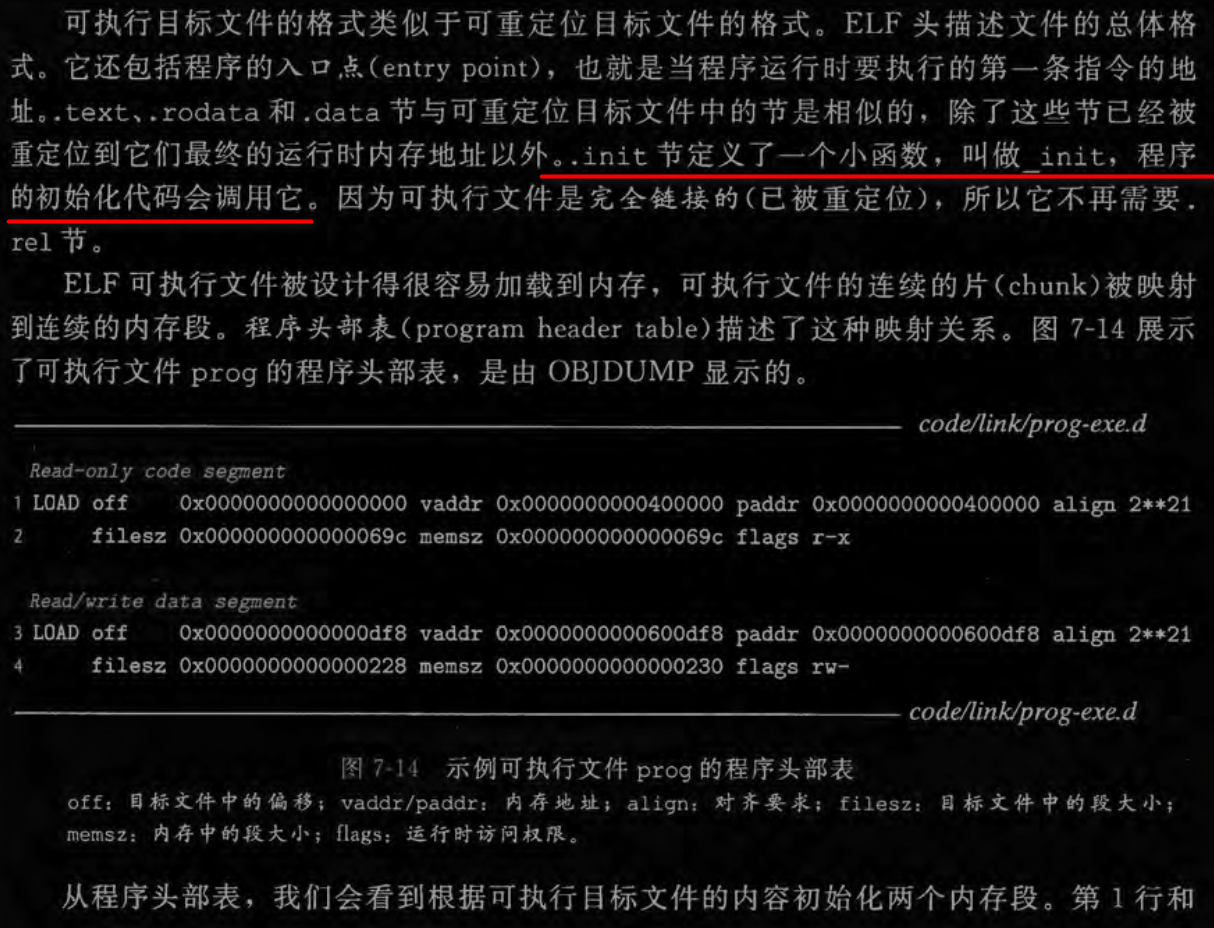 可执行目标文件的格式类似于可重定位目标文件的格式。ELF 头描述文件的总体格
式。它还包括程序的入口点(entry point)，也就是当程序运行时要执行的第一条指令的地
址。.text、.rodata 和.data 节与可重定位目标文件中的节是相似的，除了这些节已经被
重定位到它们最终的运行时内存地址以外。.init 节定义了一个小函数，叫做_init，程序
的初始化代码会调用它。因为可执行文件是完全链接的(已被重定位)，所以它不再需要.
rel 节。
ELF 可执行文件被设计得很容易加载到内存，可执行文件的连续的片(chunk)被映射
到连续的内存段。程序头部表(program header table)描述了这种映射关系。图 7-14 展示
了可执行文件 prog 的程序头部表，是由 OBJDUMP 显示的。
code/link/prog-exe.d
Read-only code segment
1 LOAD off 0x0000000000000000 vaddr 0x0000000000400000 paddr 0x0000000000400000 align 2**21
2 filesz 0x000000000000069c memsz 0x000000000000069c flags r-x
Read/write data segment
3 LOAD off 0x0000000000000df8 vaddr 0x0000000000600df8 paddr 0x0000000000600df8 align 2**21
4 filesz 0x0000000000000228 memsz 0x0000000000000230 flags rw-
code/link/prog-exe.d
图 7-14 示例可执行文件 prog 的程序头部表
off：目标文件中的偏移；vaddr/paddr：内存地址；align：对齐要求；filesz：目标文件中的段大小；
memsz：内存中的段大小；flags：运行时访问权限。
从程序头部表，我们会看到根据可执行目标文件的内容初始化两个内存段。第 1 行和